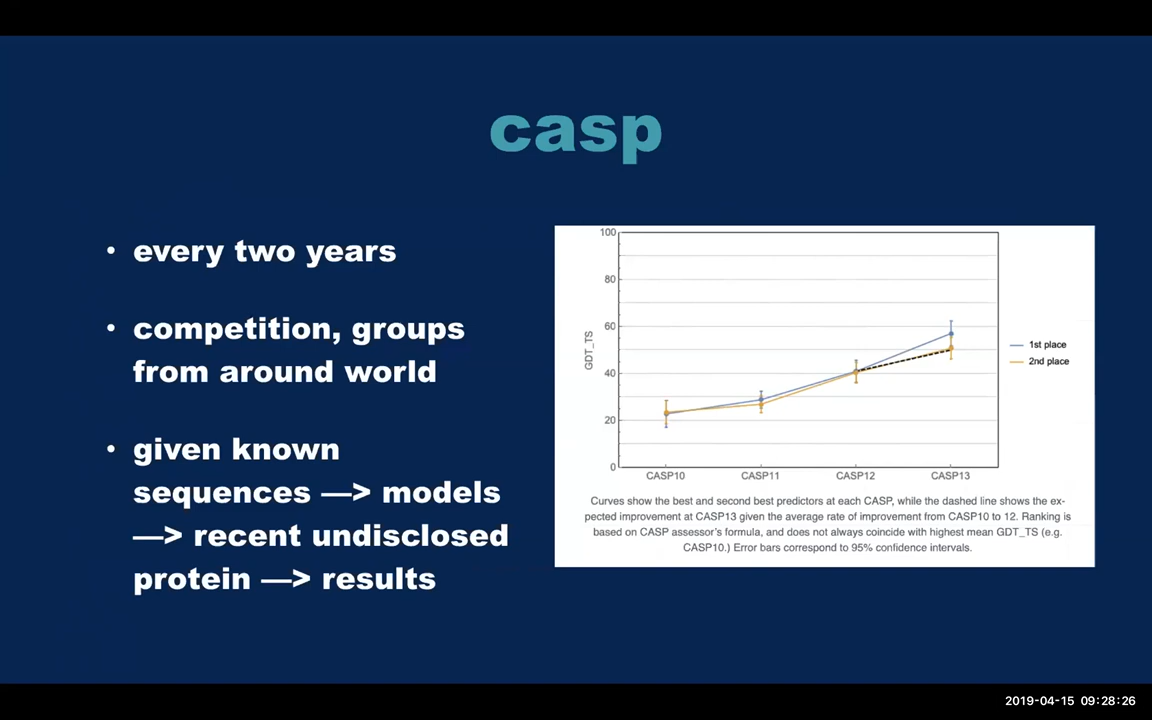 casp
• every two years
• competition, groups
from around world
• given known
sequences —> models
—> recent undisclosed
protein —> results
100
80
60
40
20
0
GDT_TS
CASP10 CASP11 CASP12 CASP13
1st place
2nd place
Curves show the best and second best predictors at each CASP, while the dashed line shows the ex-
pected improvement at CASP13 given the average rate of improvement from CASP10 to 12. Ranking is
based on CASP assessor's formula, and does not always coincide with highest mean GDT_TS (e.g.
CASP10.) Error bars correspond to 95% confidence intervals.
2019-04-15 09:28:26